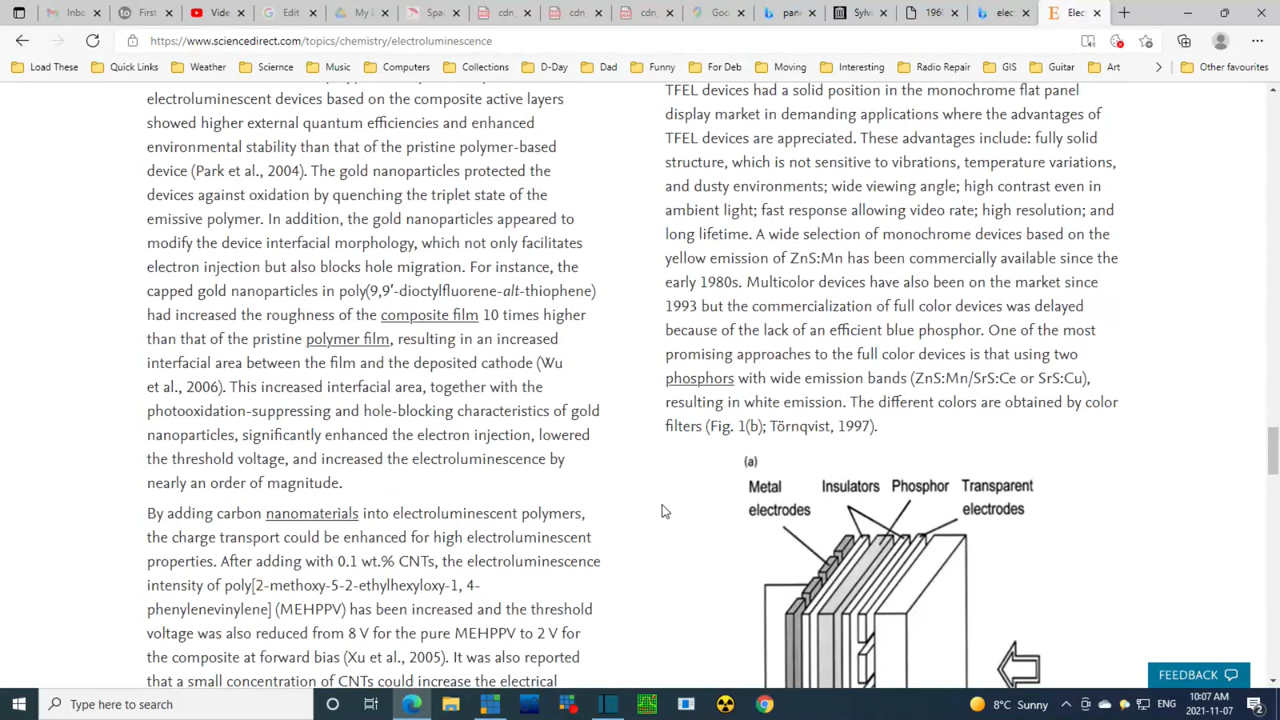 Inbc
To
First
Vide
Edit
My l
Spac
cdn_
cdn_
cdn_
Goo
pane
Sylva
1960
elect
Elect
https://www.sciencedirect.com/topics/chemistry/electroluminescence
Load These
Quick Links
Weather
Science
Music
Computers
Collections
D-Day
Dad
Funny
For Deb
Moving
Interesting
Radio Repair
GIS
Guitar
Art
Other favourites
electroluminescent devices based on the composite active layers
showed higher external quantum efficiencies and enhanced
environmental stability than that of the pristine polymer-based
device (Park et al., 2004). The gold nanoparticles protected the
devices against oxidation by quenching the triplet state of the
emissive polymer. In addition, the gold nanoparticles appeared to
modify the device interfacial morphology, which not only facilitates
electron injection but also blocks hole migration. For instance, the
capped gold nanoparticles in poly(9,9′-dioctylfluorene-alt-thiophene)
had increased the roughness of the composite film 10 times higher
than that of the pristine polymer film, resulting in an increased
interfacial area between the film and the deposited cathode (Wu
et al., 2006). This increased interfacial area, together with the
photooxidation-suppressing and hole-blocking characteristics of gold
nanoparticles, significantly enhanced the electron injection, lowered
the threshold voltage, and increased the electroluminescence by
nearly an order of magnitude.
By adding carbon nanomaterials into electroluminescent polymers,
the charge transport could be enhanced for high electroluminescent
properties. After adding with 0.1 wt.% CNTs, the electroluminescence
intensity of poly[2-methoxy-5-2-ethylhexyloxy-1, 4-
phenylenevinylene] (MEHPPV) has been increased and the threshold
voltage was also reduced from 8 V for the pure MEHPPV to 2 V for
the composite at forward bias (Xu et al., 2005). It was also reported
that a small concentration of CNTs could increase the electrical
TFEL devices had a solid position in the monochrome flat panel
display market in demanding applications where the advantages of
TFEL devices are appreciated. These advantages include: fully solid
structure, which is not sensitive to vibrations, temperature variations,
and dusty environments; wide viewing angle; high contrast even in
ambient light; fast response allowing video rate; high resolution; and
long lifetime. A wide selection of monochrome devices based on the
yellow emission of ZnS:Mn has been commercially available since the
early 1980s. Multicolor devices have also been on the market since
1993 but the commercialization of full color devices was delayed
because of the lack of an efficient blue phosphor. One of the most
promising approaches to the full color devices is that using two
phosphors with wide emission bands (ZnS:Mn/SrS:Ce or SrS:Cu),
resulting in white emission. The different colors are obtained by color
filters (Fig. 1(b); Törnqvist, 1997).
(a)
Metal
electrodes
Insulators
Phosphor
Transparent
electrodes
FEEDBACK
Type here to search
8°C Sunny
ENG
10:07 AM
2021-11-07
2